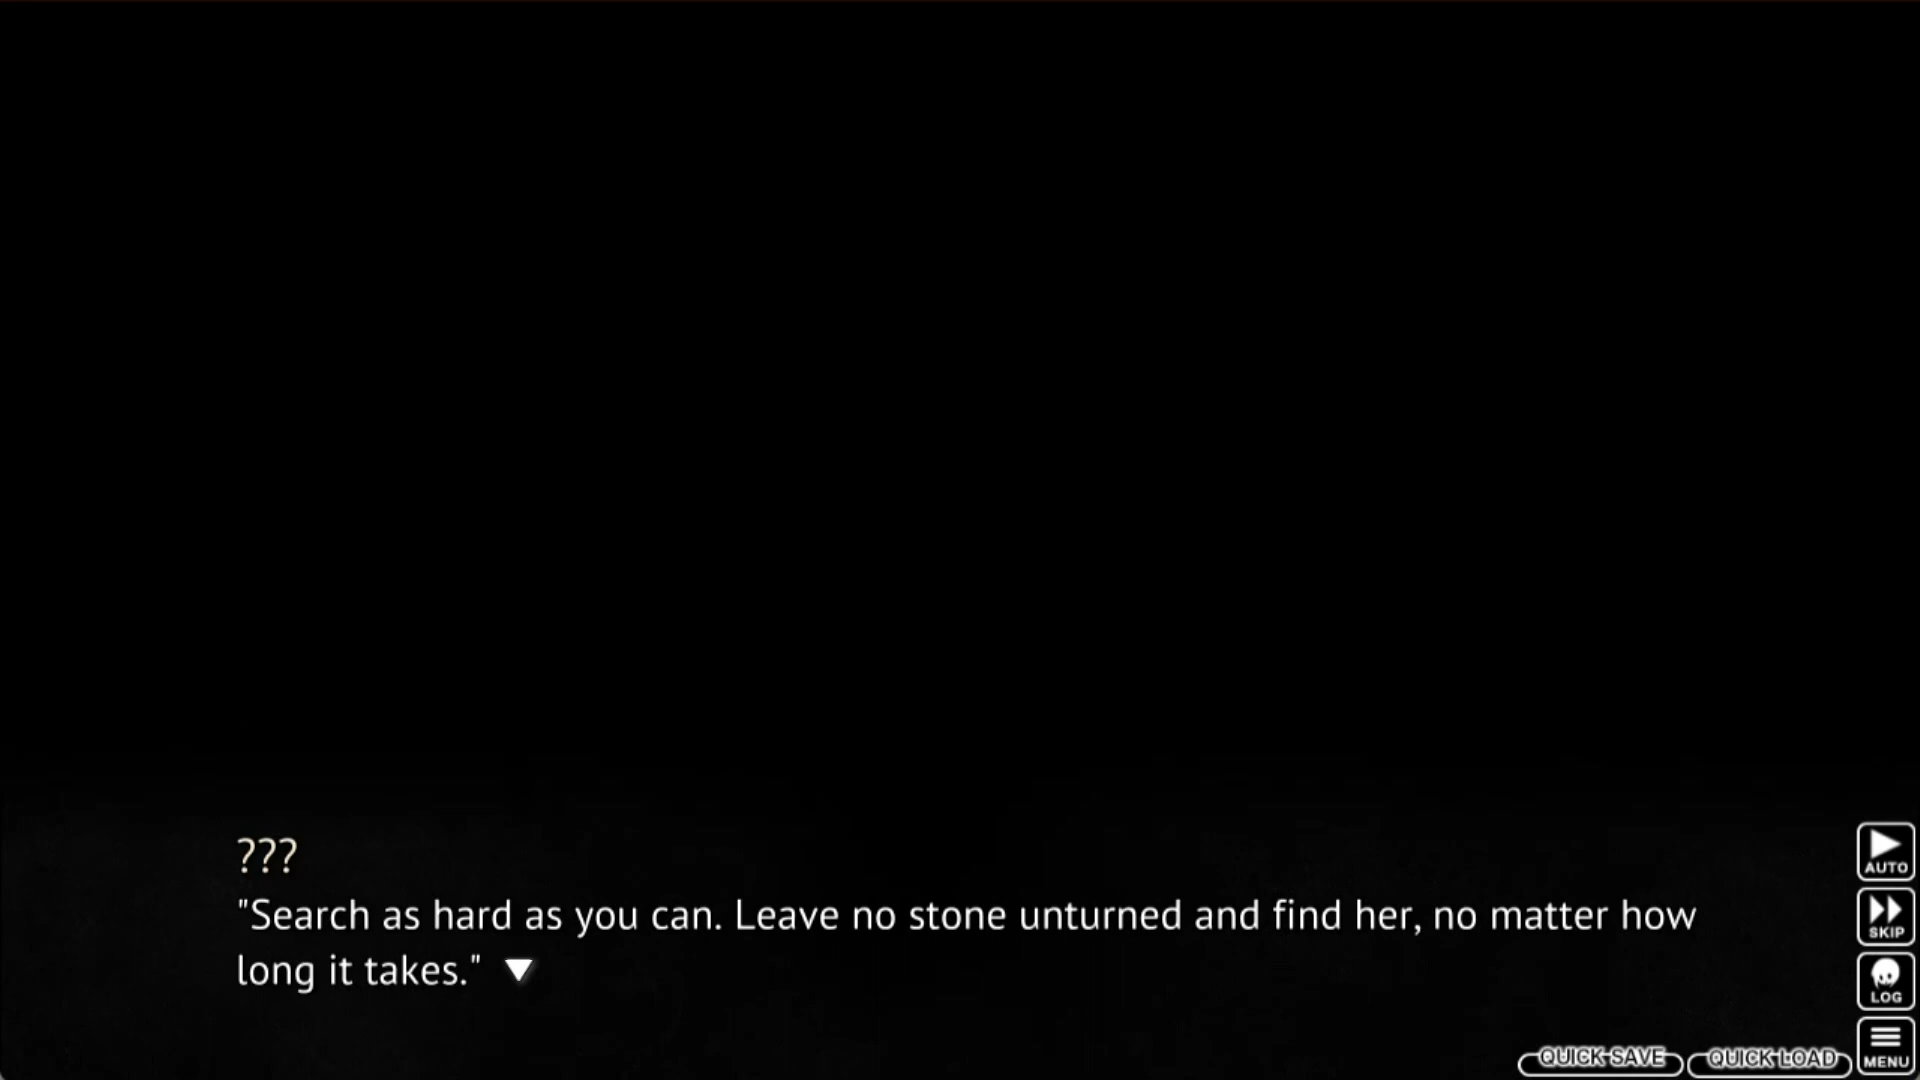 ???
"Search as hard as you can. Leave no stone unturned and find her, no matter how
long it takes."
AUTO
SKIP
LOG
MENU
QUICK SAVE QUICK LOAD